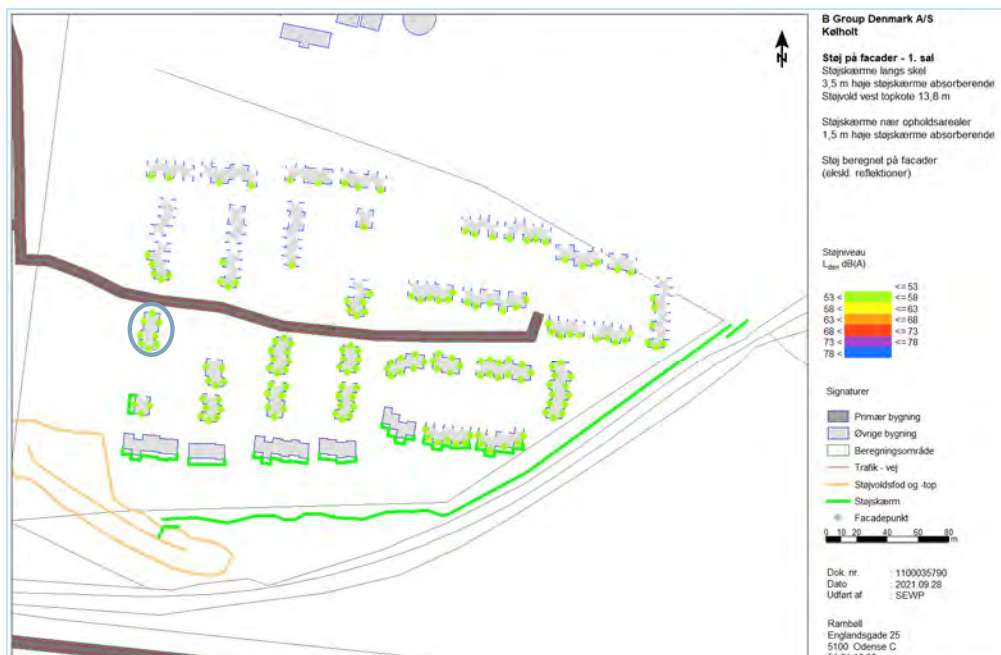 B Group Denmark A/S
Kølholt
Støj på facader - 1. sal
Støjskærme langs skel
3,5 m høje støjskærme absorberende
Støjvold vest topkote 13,8 m
Støjskærme nær opholdsarealer
1,5 m høje støjskærme absorberende
Støj beregnet på facader
(ekskl. reflektioner)
N
Støjniveau
Lden dB(A)
<= 53
53 < <= 58
58 < <= 63
63 < <= 68
68 < <= 73
73 < <= 78
78 <
Signaturer
Primær bygning
Øvrige bygning
Beregningsområde
Trafik - vej
Støjvoldsfod og -top
Støjskærm
Facadepunkt
0 10 20 40 60 80
m
Dok. nr. : 1100035790
Dato : 2021.09.28
Udført af : SEWP
Rambøll
Englandsgade 25
5100 Odense C